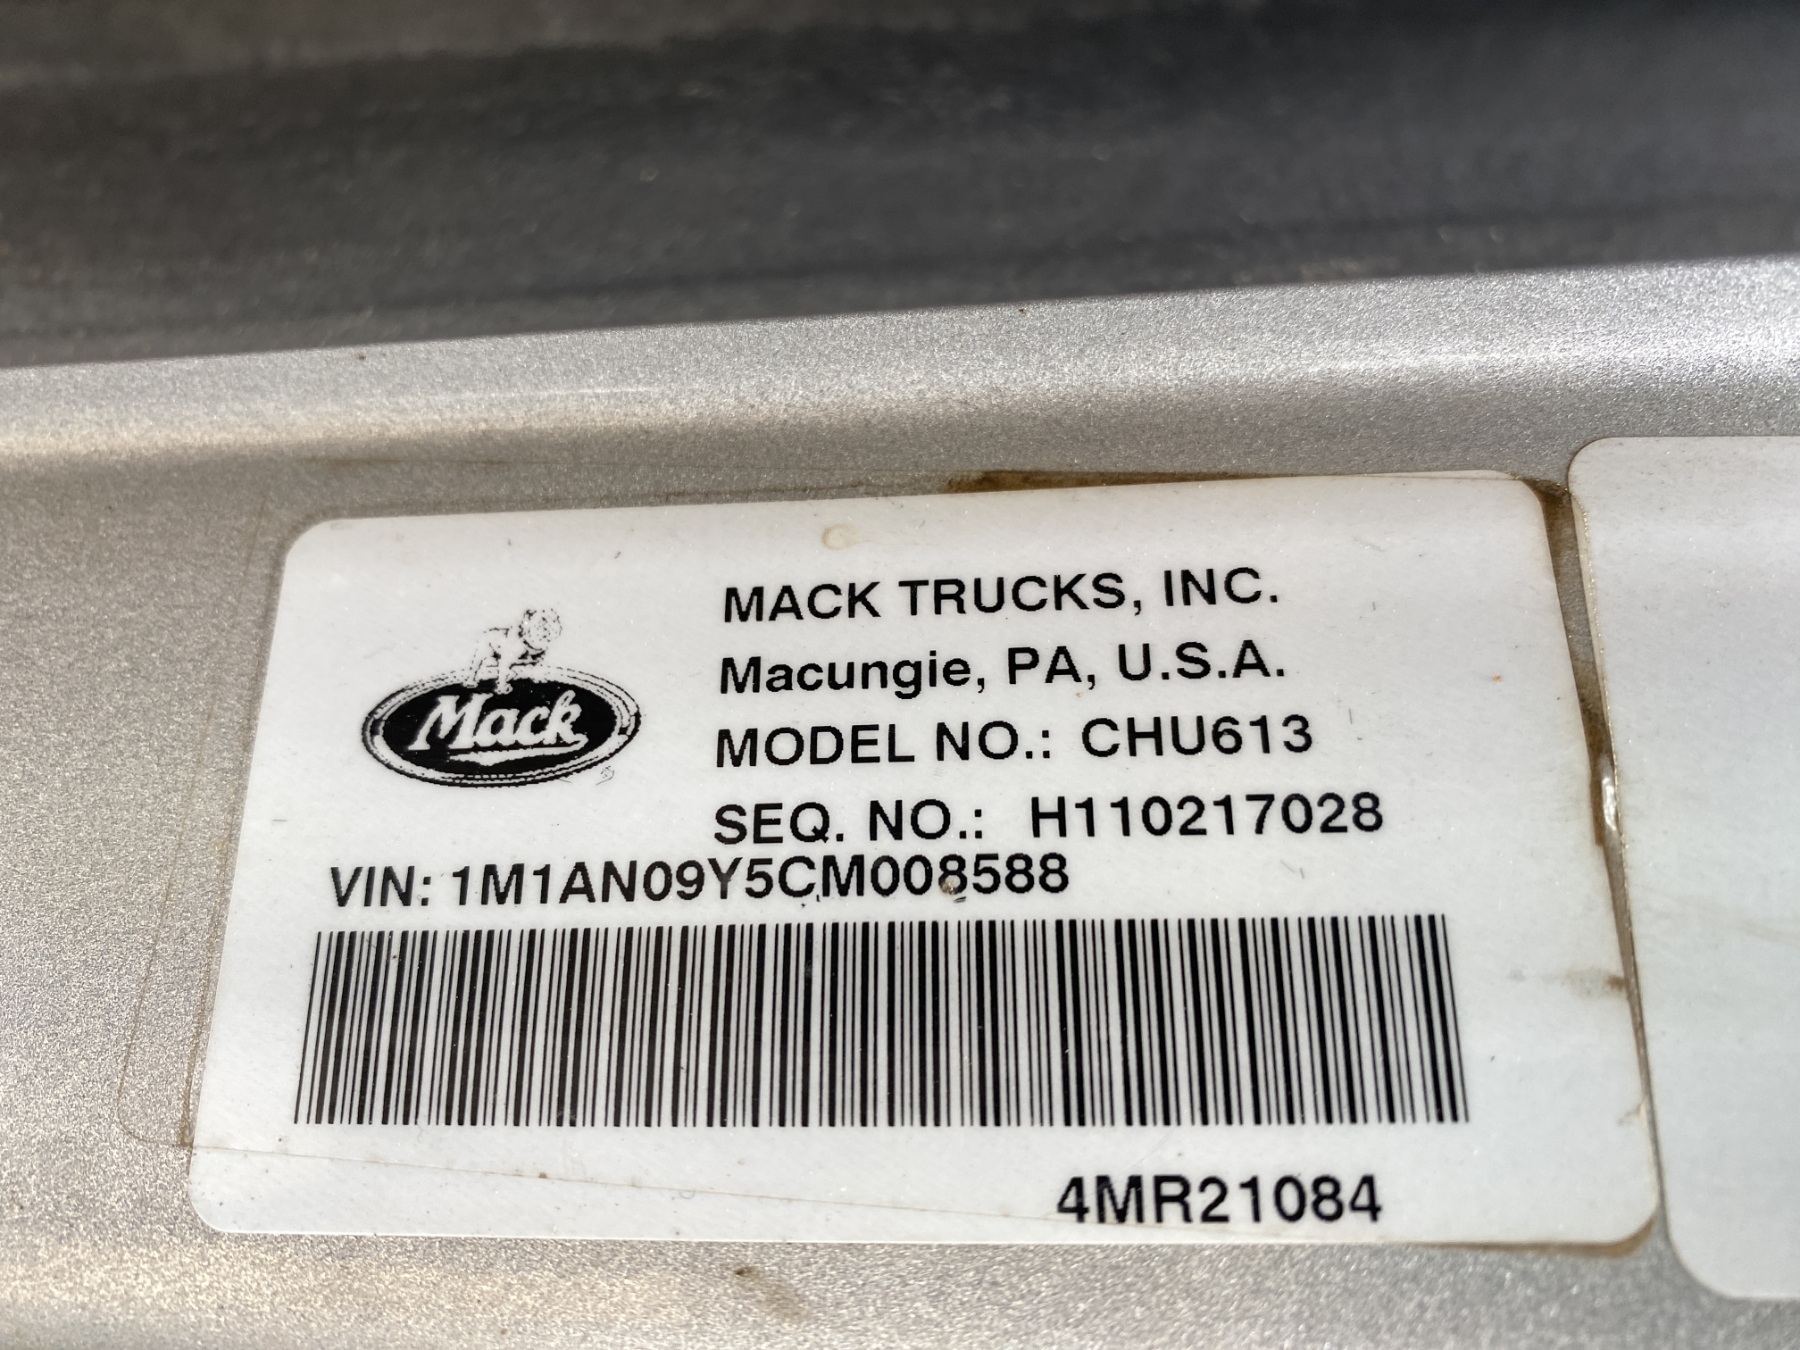 Mack
MACK TRUCKS, INC.
Macungie, PA, U.S.A.
MODEL NO.: CHU613
SEQ. NO.: H110217028
VIN: 1M1AN09Y5CM008588
4MR21084